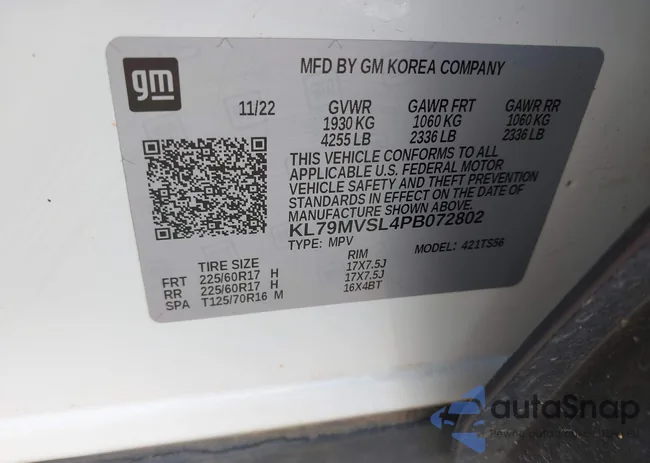 gm
MFD BY GM KOREA COMPANY
11/22 GVWR GAWR FRT GAWR RR
1930 KG 1060 KG 1060 KG
4255 LB 2336 LB 2336 LB
THIS VEHICLE CONFORMS TO ALL
APPLICABLE U.S. FEDERAL MOTOR
VEHICLE SAFETY AND THEFT PREVENTION
STANDARDS IN EFFECT ON THE DATE OF
MANUFACTURE SHOWN ABOVE.
KL79MVSL4PB072802
TYPE: MPV MODEL: 421TS56
TIRE SIZE RIM
FRT 225/60R17 H 17X7.5J
RR 225/60R17 H 17X7.5J
SPA T125/70R16 M 16X4BT
autoSnap
Pewne auto